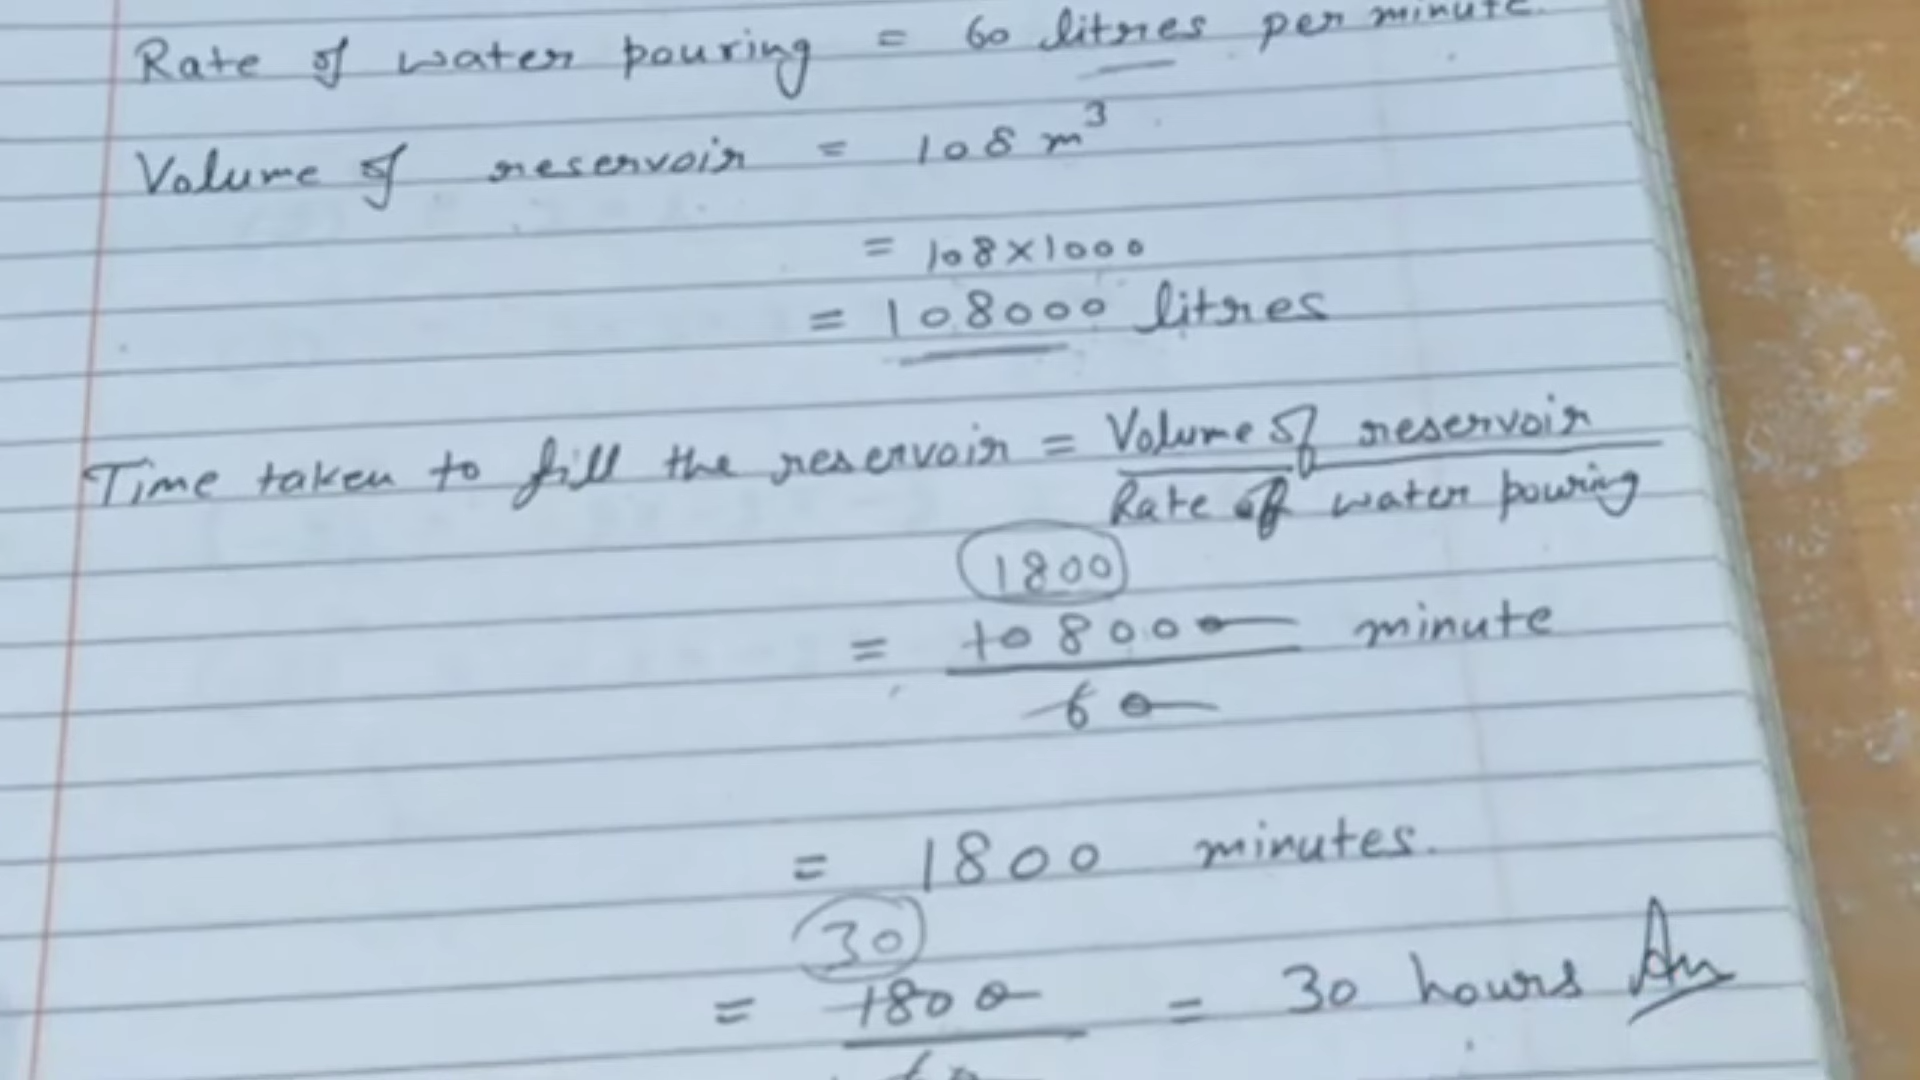 Rate of water pouring = 60 litres per minute.
Volume of reservoir = 108 m³
= 108×1000
= 108000 litres
Time taken to fill the reservoir = Volume of reservoir
Rate of water pouring
1800
= 108000 minute
60
= 1800 minutes.
30
= 1800 = 30 hours Ans
60